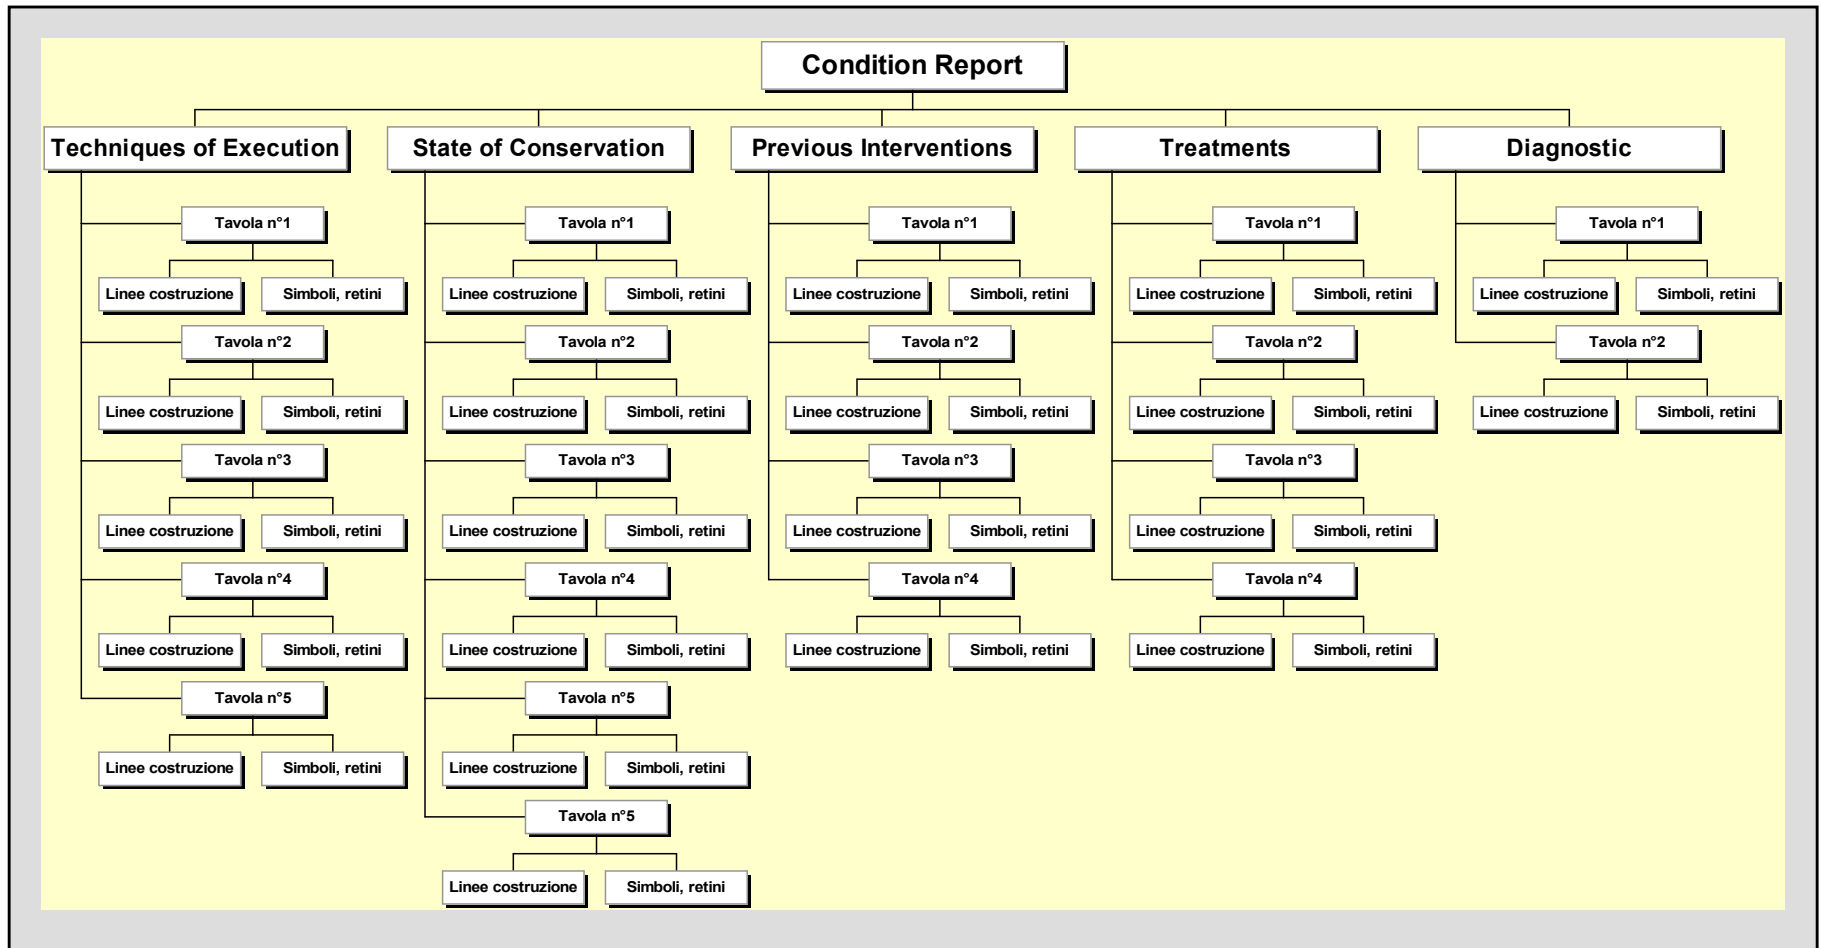 Condition Report
Techniques of Execution
State of Conservation
Previous Interventions
Treatments
Diagnostic
Tavola n°1
Linee costruzione
Simboli, retini
Tavola n°2
Linee costruzione
Simboli, retini
Tavola n°3
Linee costruzione
Simboli, retini
Tavola n°4
Linee costruzione
Simboli, retini
Tavola n°5
Linee costruzione
Simboli, retini
Tavola n°1
Linee costruzione
Simboli, retini
Tavola n°2
Linee costruzione
Simboli, retini
Tavola n°3
Linee costruzione
Simboli, retini
Tavola n°4
Linee costruzione
Simboli, retini
Tavola n°5
Linee costruzione
Simboli, retini
Tavola n°5
Linee costruzione
Simboli, retini
Tavola n°1
Linee costruzione
Simboli, retini
Tavola n°2
Linee costruzione
Simboli, retini
Tavola n°3
Linee costruzione
Simboli, retini
Tavola n°4
Linee costruzione
Simboli, retini
Tavola n°1
Linee costruzione
Simboli, retini
Tavola n°2
Linee costruzione
Simboli, retini
Tavola n°3
Linee costruzione
Simboli, retini
Tavola n°4
Linee costruzione
Simboli, retini
Tavola n°1
Linee costruzione
Simboli, retini
Tavola n°2
Linee costruzione
Simboli, retini